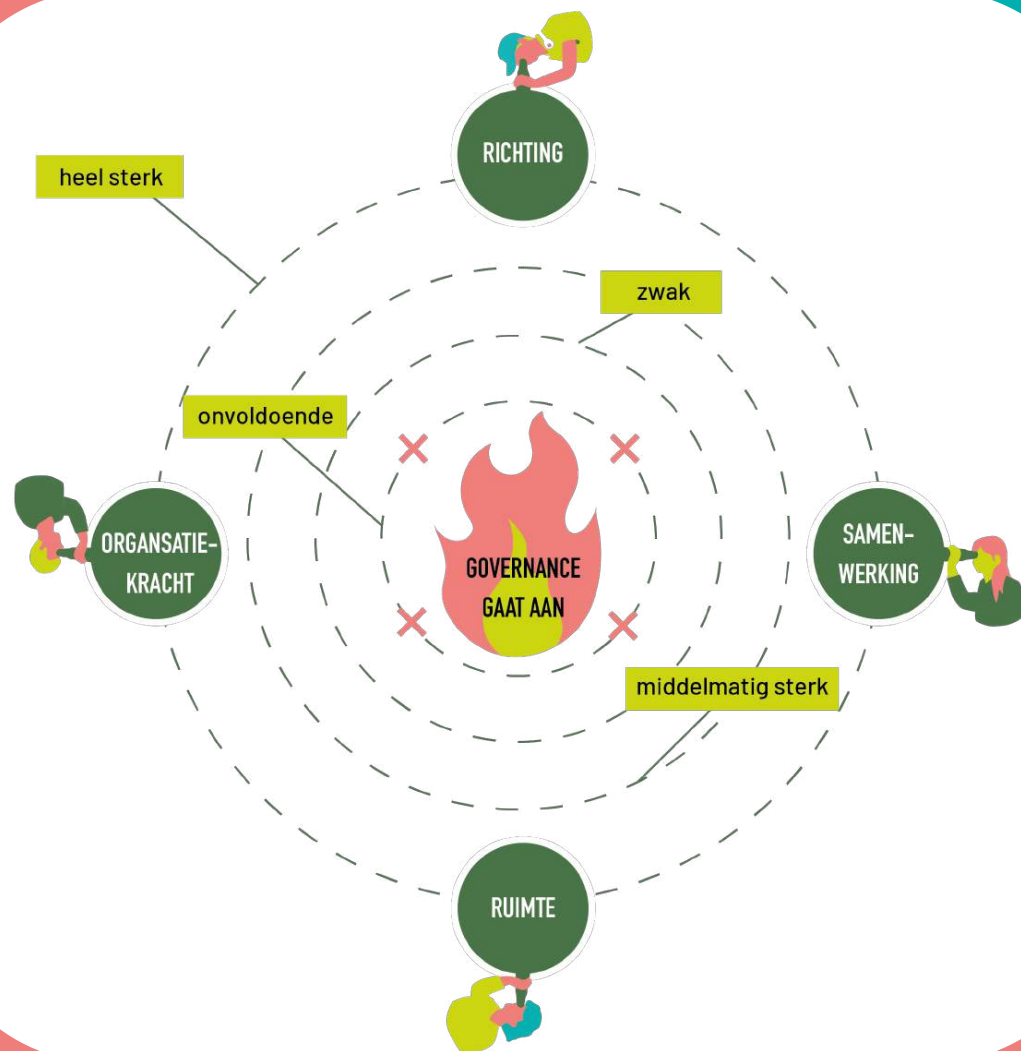 RICHTING
heel sterk
zwak
onvoldoende
ORGANSATIE-
KRACHT
GOVERNANCE
GAAT AAN
SAMEN-
WERKING
middelmatig sterk
RUIMTE